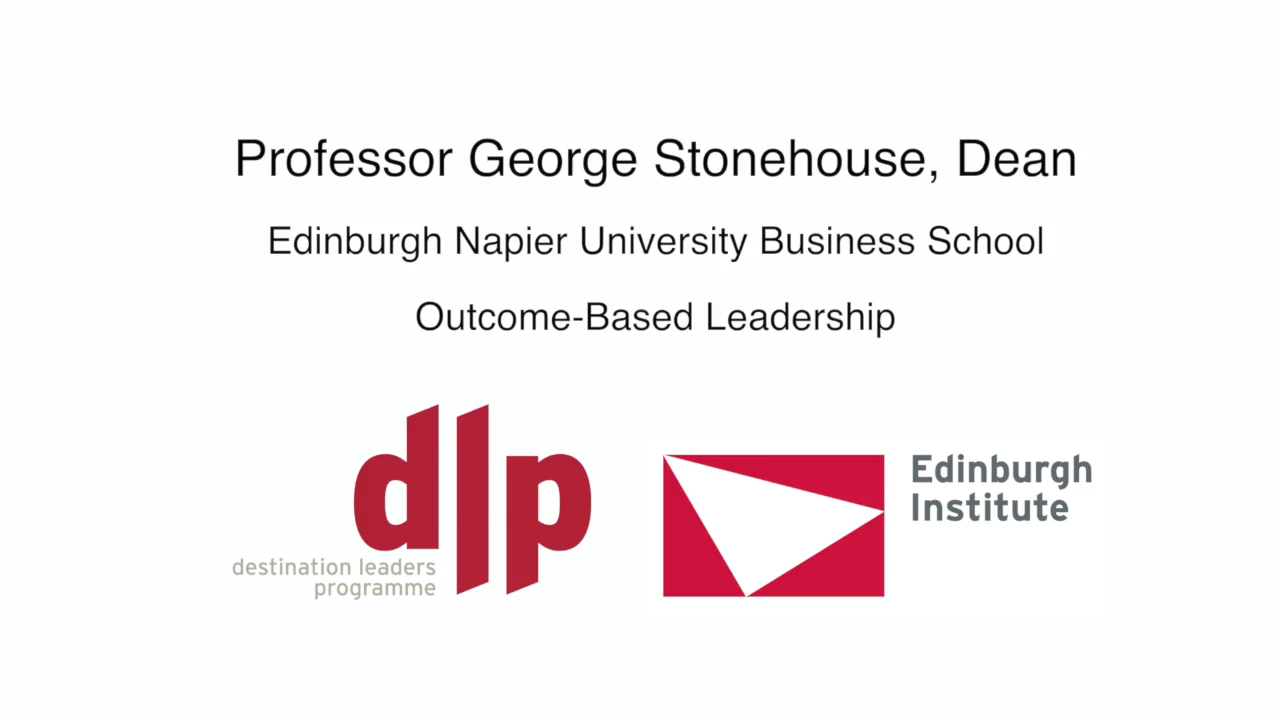 Professor George Stonehouse, Dean
Edinburgh Napier University Business School
Outcome-Based Leadership
dlp
destination leaders
programme
Edinburgh
Institute